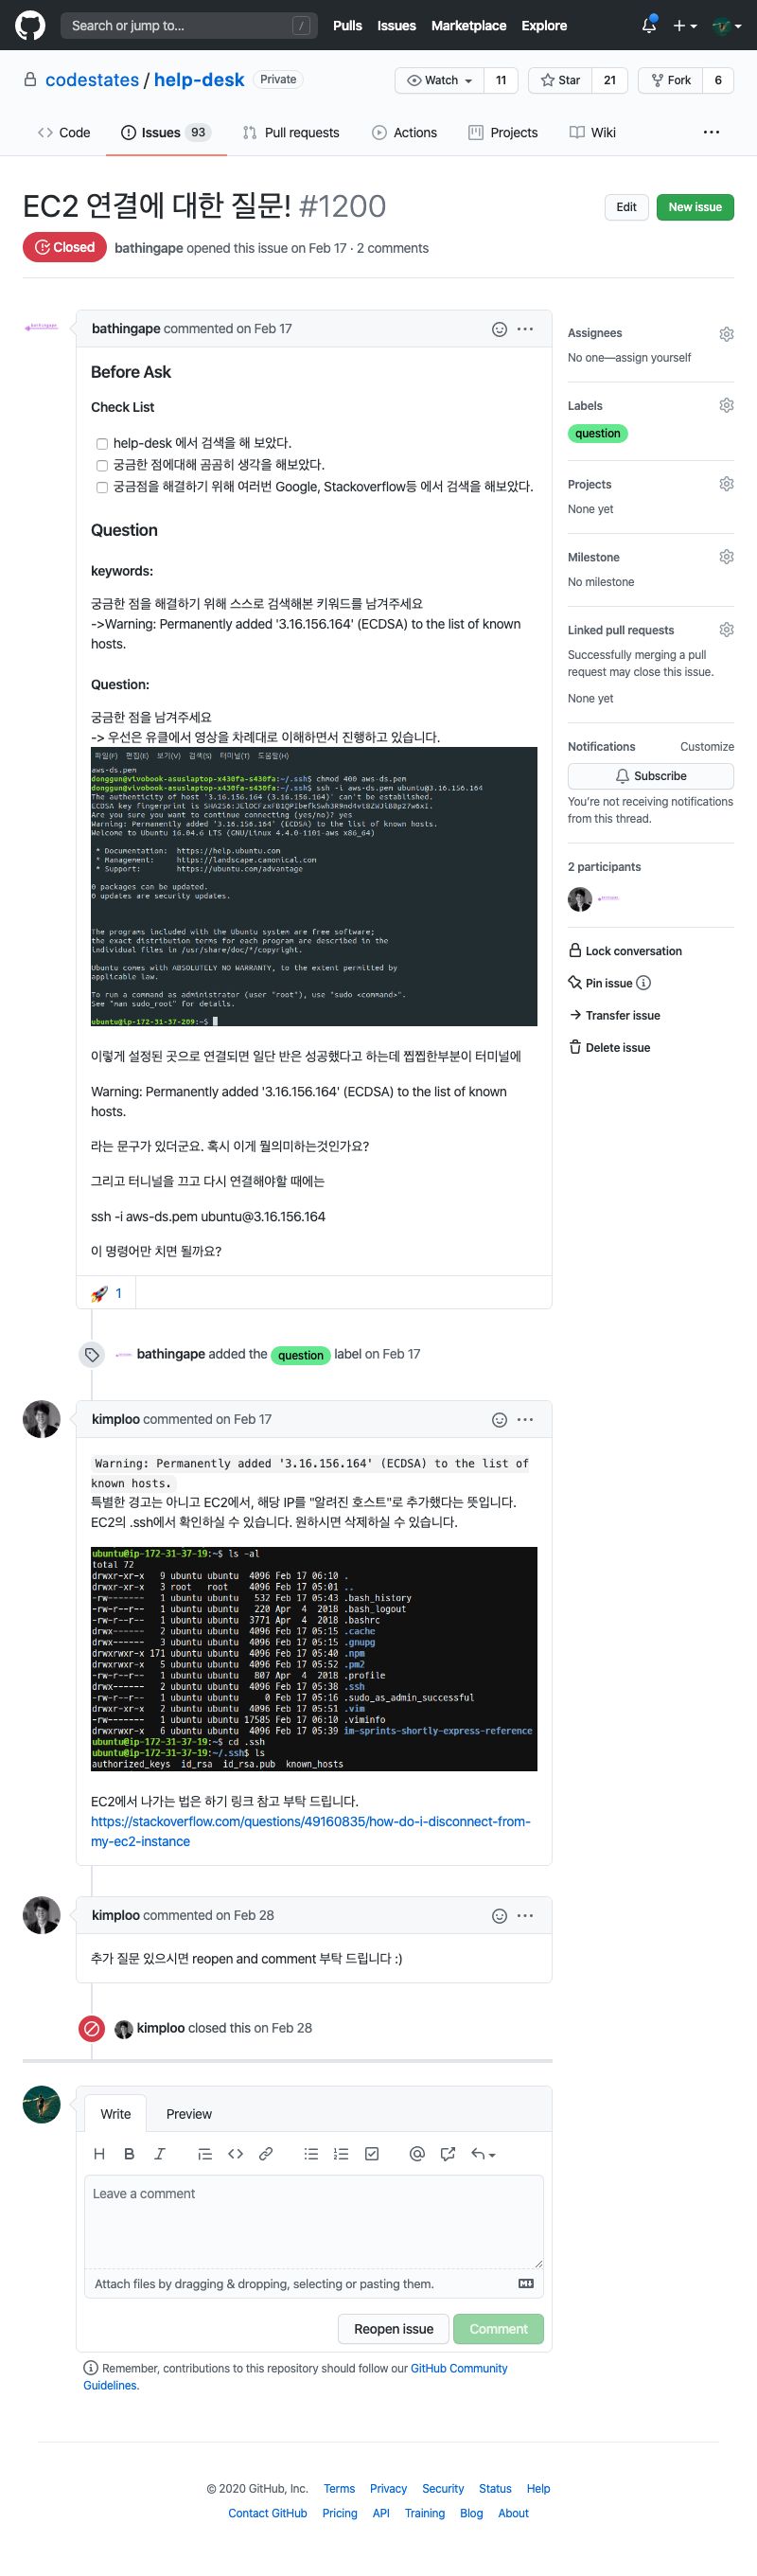 Search or jump to... /
Pulls Issues Marketplace Explore
codestates / help-desk Private
Watch 11 Star 21 Fork 6
Code Issues 93 Pull requests Actions Projects Wiki
EC2 연결에 대한 질문! #1200
Edit New issue
Closed bathingape opened this issue on Feb 17 · 2 comments
bathingape commented on Feb 17
Before Ask
Check List
help-desk 에서 검색을 해 보았다.
궁금한 점에대해 곰곰히 생각을 해보았다.
궁금점을 해결하기 위해 여러번 Google, Stackoverflow등 에서 검색을 해보았다.
Question
keywords:
궁금한 점을 해결하기 위해 스스로 검색해본 키워드를 남겨주세요
->Warning: Permanently added '3.16.156.164' (ECDSA) to the list of known
hosts.
Question:
궁금한 점을 남겨주세요
-> 우선은 유클에서 영상을 차례대로 이해하면서 진행하고 있습니다.
파일(F) 편집(E) 보기(V) 검색(S) 터미널(T) 도움말(H)
aws-ds.pem
donggun@vivobook-asuslaptop-x430fa-s430fa:~/.ssh$ chmod 400 aws-ds.pem
donggun@vivobook-asuslaptop-x430fa-s430fa:~/.ssh$ ssh -i aws-ds.pem ubuntu@3.16.156.164
The authenticity of host '3.16.156.164 (3.16.156.164)' can't be established.
ECDSA key fingerprint is
Are you sure you want to continue connecting (yes/no)? yes
Warning: Permanently added '3.16.156.164' (ECDSA) to the list of known hosts.
Welcome to Ubuntu 16.04.6 LTS (GNU/Linux 4.4.0-1101-aws x86_64)
* Documentation: https://help.ubuntu.com
* Management: https://landscape.canonical.com
* Support: https://ubuntu.com/advantage
0 packages can be updated.
0 updates are security updates.
The programs included with the Ubuntu system are free software;
the exact distribution terms for each program are described in the
individual files in /usr/share/doc/*/copyright.
Ubuntu comes with ABSOLUTELY NO WARRANTY, to the extent permitted by
applicable law.
To run a command as administrator (user "root"), use "sudo <command>".
See "man sudo_root" for details.
ubuntu@ip-172-31-37-209:~$
이렇게 설정된 곳으로 연결되면 일단 반은 성공했다고 하는데 찝찝한부분이 터미널에
Warning: Permanently added '3.16.156.164' (ECDSA) to the list of known
hosts.
라는 문구가 있더군요. 혹시 이게 뭘의미하는것인가요?
그리고 터니널을 끄고 다시 연결해야할 때에는
ssh -i aws-ds.pem ubuntu@3.16.156.164
이 명령어만 치면 될까요?
🚀 1
bathingape added the question label on Feb 17
kimploo commented on Feb 17
Warning: Permanently added '3.16.156.164' (ECDSA) to the list of
known hosts.
특별한 경고는 아니고 EC2에서, 해당 IP를 "알려진 호스트"로 추가했다는 뜻입니다.
EC2의 .ssh에서 확인하실 수 있습니다. 원하시면 삭제하실 수 있습니다.
ubuntu@ip-172-31-37-19:~$ ls -al
total 72
drwxr-xr-x 9 ubuntu ubuntu 4096 Feb 17 06:10 .
drwxr-xr-x 3 root root 4096 Feb 17 05:01 ..
-rw------- 1 ubuntu ubuntu 532 Feb 17 05:43 .bash_history
-rw-r--r-- 1 ubuntu ubuntu 220 Apr 4 2018 .bash_logout
-rw-r--r-- 1 ubuntu ubuntu 3771 Apr 4 2018 .bashrc
drwx------ 2 ubuntu ubuntu 4096 Feb 17 05:15 .cache
drwx------ 3 ubuntu ubuntu 4096 Feb 17 05:15 .gnupg
drwxrwxr-x 171 ubuntu ubuntu 4096 Feb 17 05:40 .npm
drwxrwxr-x 5 ubuntu ubuntu 4096 Feb 17 05:52 .pm2
-rw-r--r-- 1 ubuntu ubuntu 807 Apr 4 2018 .profile
drwx------ 2 ubuntu ubuntu 4096 Feb 17 05:38 .ssh
-rw-r--r-- 1 ubuntu ubuntu 0 Feb 17 05:16 .sudo_as_admin_successful
drwxr-xr-x 2 ubuntu ubuntu 4096 Feb 17 05:51 .vim
-rw------- 1 ubuntu ubuntu 17585 Feb 17 06:10 .viminfo
drwxrwxr-x 6 ubuntu ubuntu 4096 Feb 17 05:39 im-sprints-shortly-express-reference
ubuntu@ip-172-31-37-19:~$ cd .ssh
ubuntu@ip-172-31-37-19:~/.ssh$ ls
authorized_keys id_rsa id_rsa.pub known_hosts
EC2에서 나가는 법은 하기 링크 참고 부탁 드립니다.
https://stackoverflow.com/questions/49160835/how-do-i-disconnect-from-
my-ec2-instance
kimploo commented on Feb 28
추가 질문 있으시면 reopen and comment 부탁 드립니다 :)
kimploo closed this on Feb 28
Write Preview
Leave a comment
Attach files by dragging & dropping, selecting or pasting them.
Reopen issue Comment
Remember, contributions to this repository should follow our GitHub Community
Guidelines.
Assignees
No one—assign yourself
Labels
question
Projects
None yet
Milestone
No milestone
Linked pull requests
Successfully merging a pull
request may close this issue.
None yet
Notifications Customize
Subscribe
You're not receiving notifications
from this thread.
2 participants
Lock conversation
Pin issue
Transfer issue
Delete issue
© 2020 GitHub, Inc. Terms Privacy Security Status Help
Contact GitHub Pricing API Training Blog About